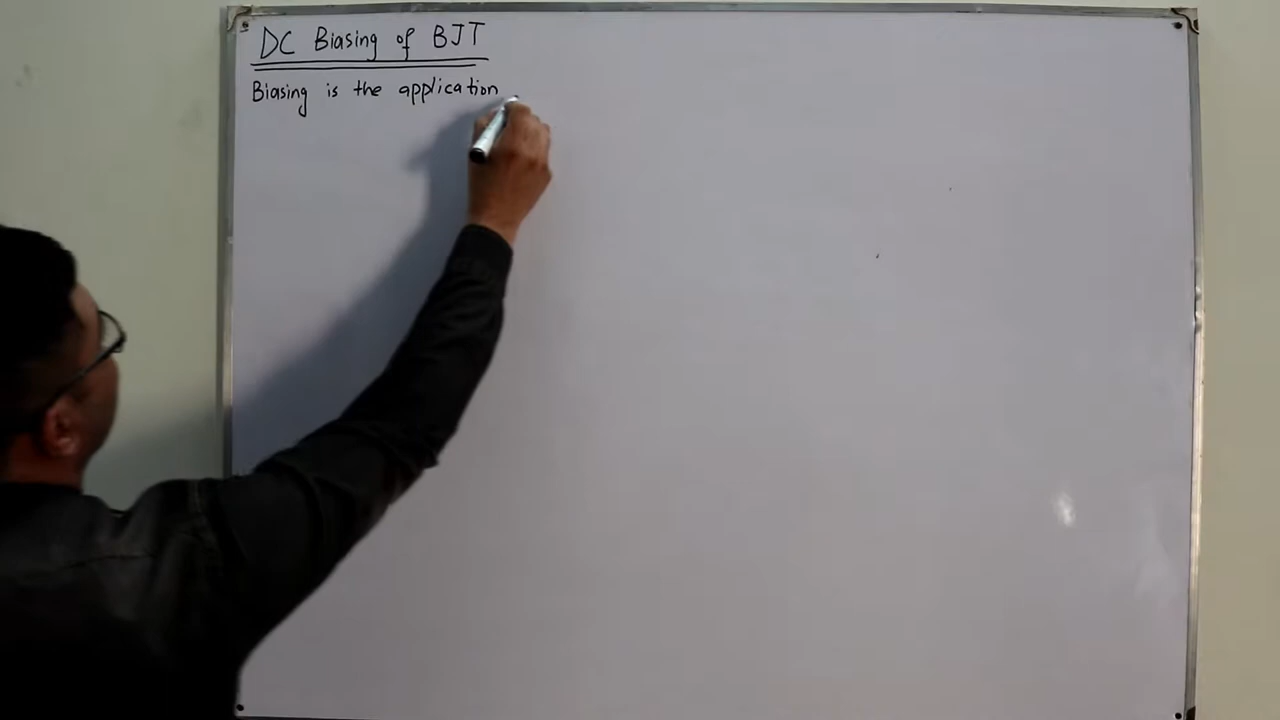 DC Biasing of BJT
Biasing is the application